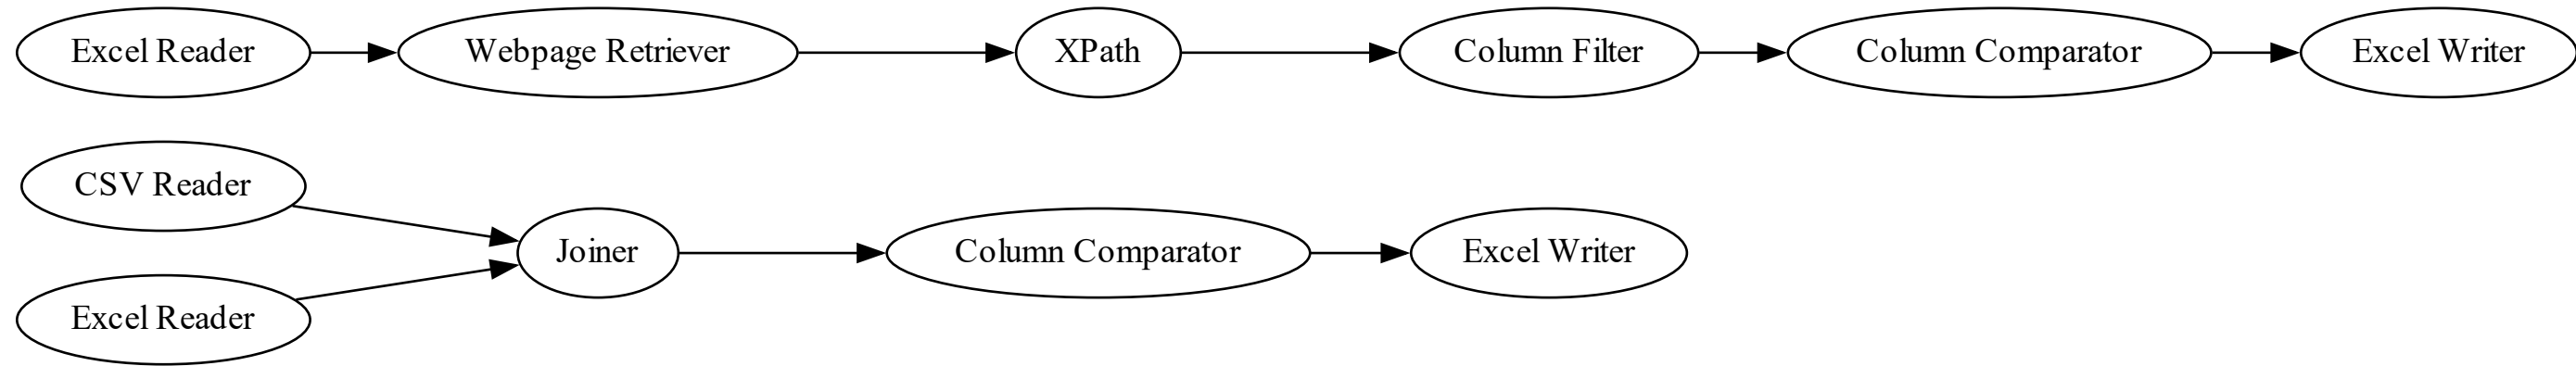 Excel Reader
Webpage Retriever
XPath
Column Filter
Column Comparator
Excel Writer
CSV Reader
Joiner
Column Comparator
Excel Writer
Excel Reader